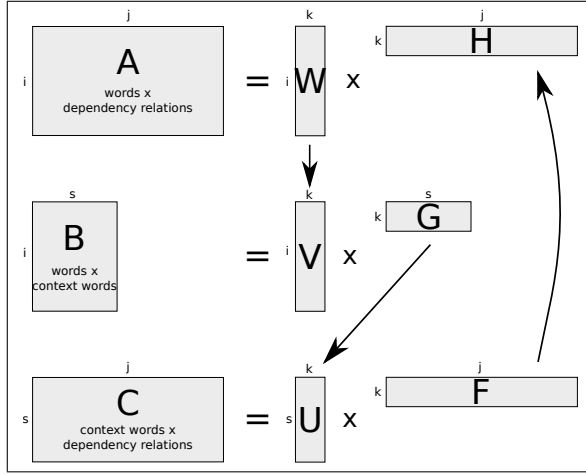 j k j
A = i W x k H
i
words x
dependency relations
s k s
B = i V x k G
i
words x
context words
j k j
C = s U x k F
s
context words x
dependency relations